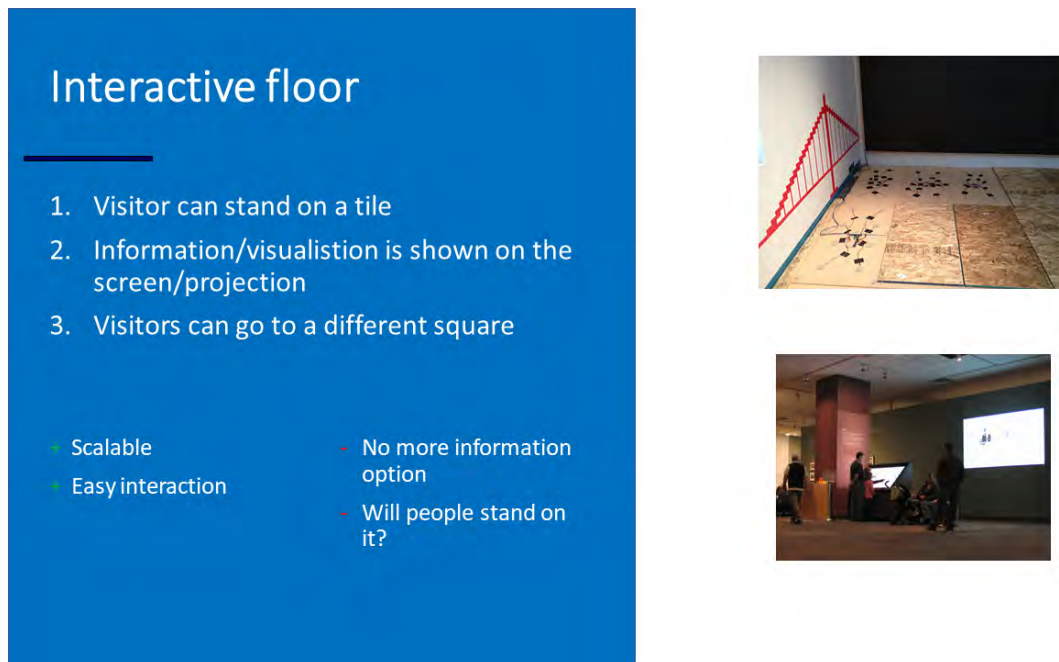 Interactive floor
1. Visitor can stand on a tile
2. Information/visualistion is shown on the
screen/projection
3. Visitors can go to a different square
+ Scalable
+ Easy interaction
- No more information
option
- Will people stand on
it?